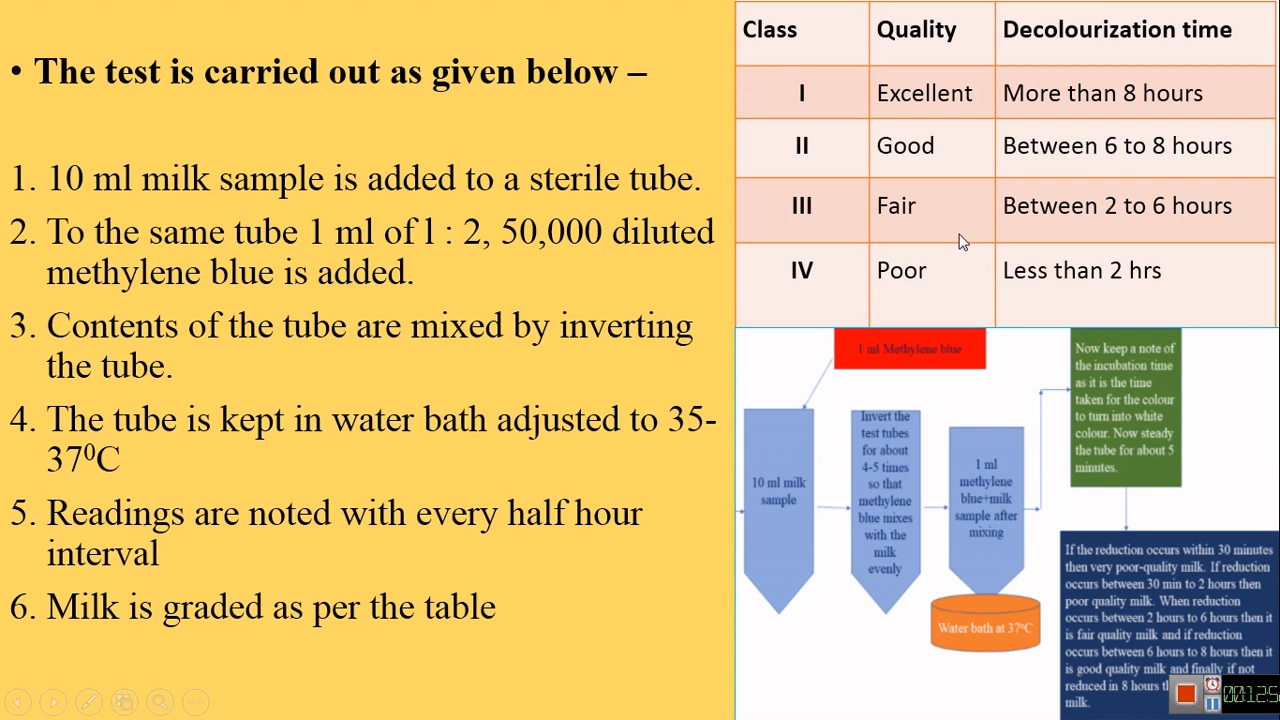 • The test is carried out as given below –
1. 10 ml milk sample is added to a sterile tube.
2. To the same tube 1 ml of l : 2, 50,000 diluted
methylene blue is added.
3. Contents of the tube are mixed by inverting
the tube.
4. The tube is kept in water bath adjusted to 35-
37⁰C
5. Readings are noted with every half hour
interval
6. Milk is graded as per the table
Class Quality Decolourization time
I Excellent More than 8 hours
II Good Between 6 to 8 hours
III Fair Between 2 to 6 hours
IV Poor Less than 2 hrs
1 ml Methylene blue
10 ml milk
sample
Invert the
test tubes
for about
4-5 times
so that
methylene
blue mixes
with the
milk
evenly
1 ml
methylene
blue+milk
sample after
mixing
Water bath at 37⁰C
Now keep a note of
the incubation time
as it is the time
taken for the colour
to turn into white
colour. Now steady
the tube for about 5
minutes.
If the reduction occurs within 30 minutes
then very poor-quality milk. If reduction
occurs between 30 min to 2 hours then
poor quality milk. When reduction
occurs between 2 hours to 6 hours then it
is fair quality milk and if reduction
occurs between 6 hours to 8 hours then it
is good quality milk and finally if not
reduced in 8 hours
milk.